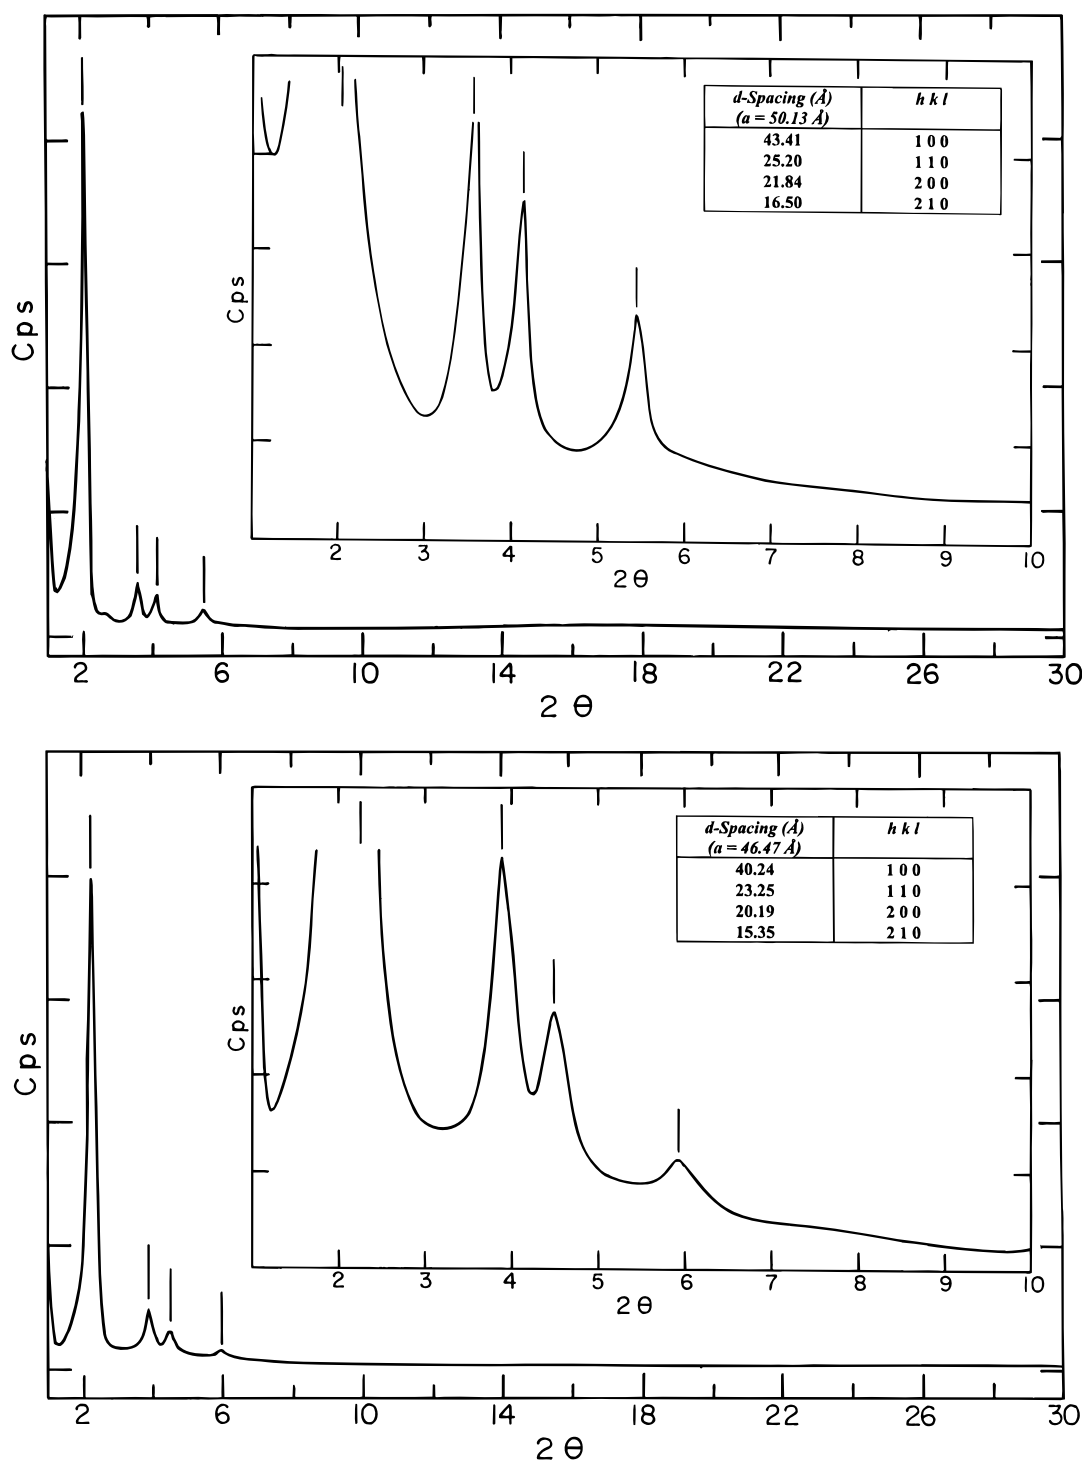 d-Spacing (Å) h k l
(a = 50.13 Å)
43.41 1 0 0
25.20 1 1 0
21.84 2 0 0
16.50 2 1 0
Cps
Cps
2 3 4 5 6 7 8 9 10
2 θ
2 6 10 14 18 22 26 30
2 θ
d-Spacing (Å) h k l
(a = 46.47 Å)
40.24 1 0 0
23.25 1 1 0
20.19 2 0 0
15.35 2 1 0
Cps
Cps
2 3 4 5 6 7 8 9 10
2 θ
2 6 10 14 18 22 26 30
2 θ